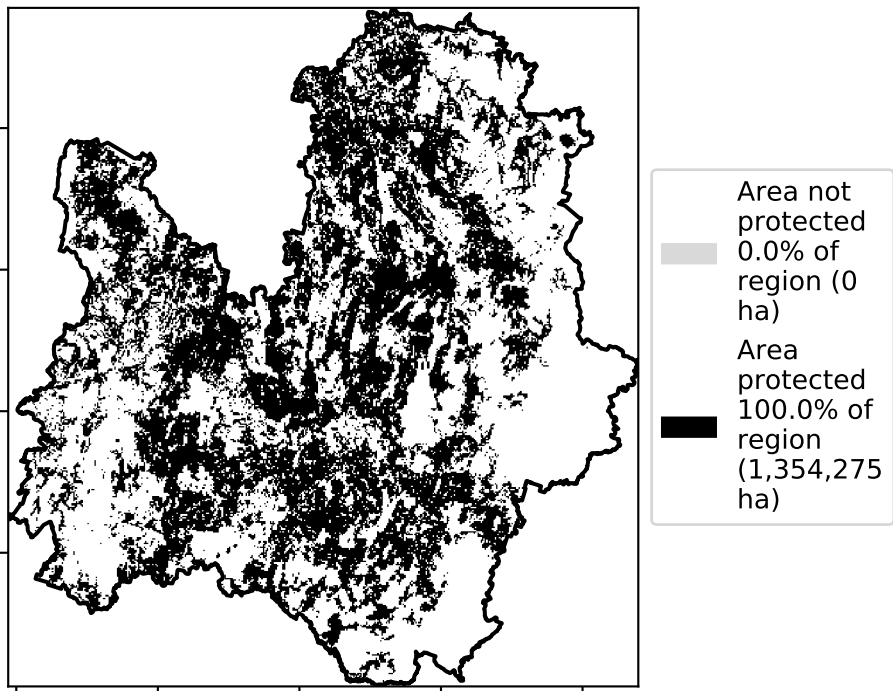 Area not
protected
0.0% of
region (0
ha)
Area
protected
100.0% of
region
(1,354,275
ha)